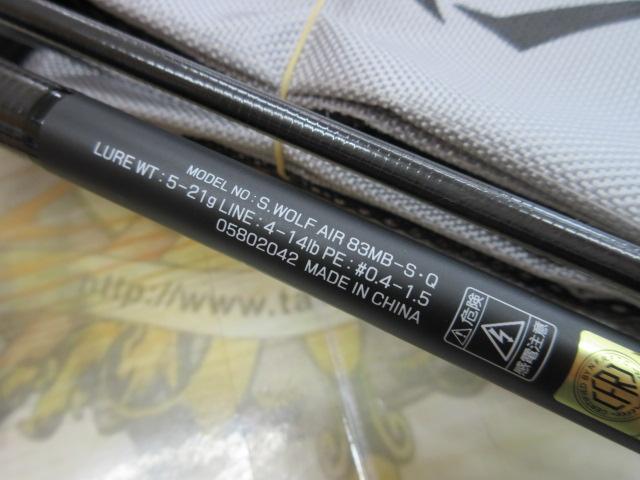 MODEL NO : S.WOLF AIR 83MB-S・Q
LURE WT : 5-21g LINE : 4-14lb PE : #0.4-1.5
05802042 MADE IN CHINA
危険
感電注意
http://www.ta